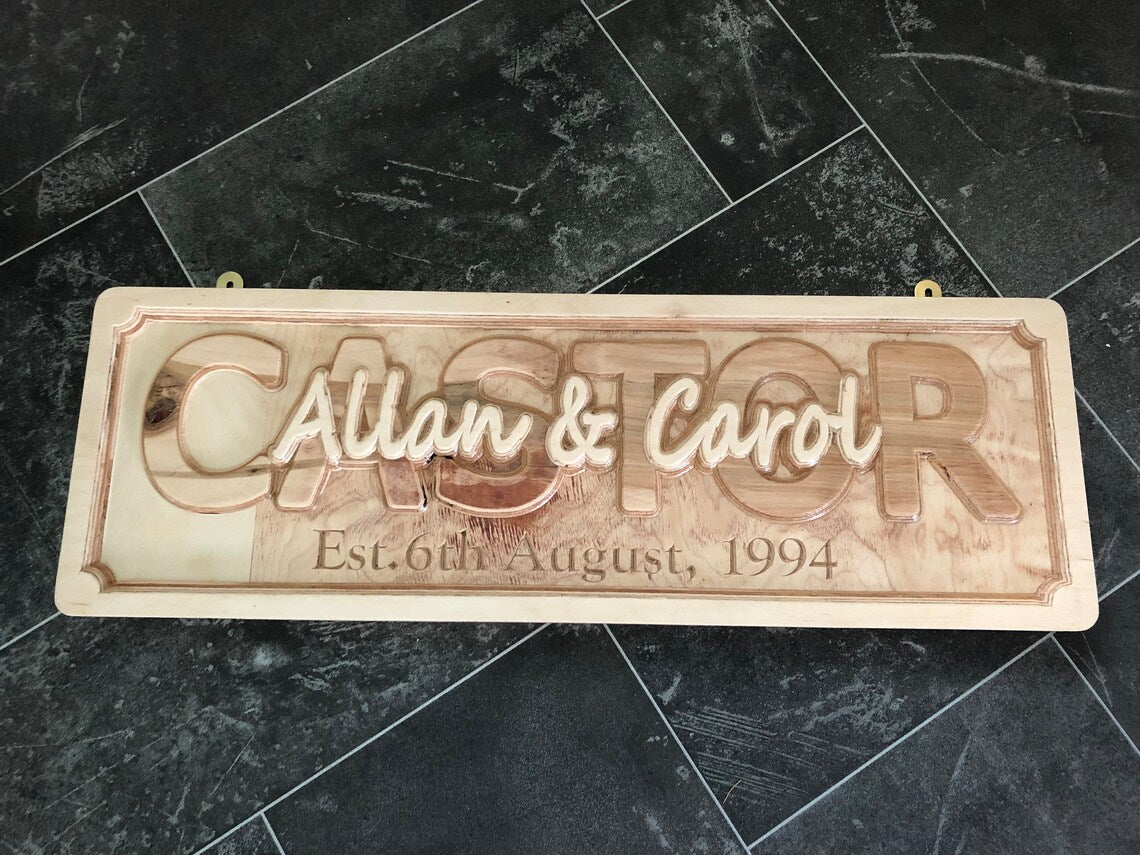 CASTOR
Allan & Carol
Est.6th August, 1994